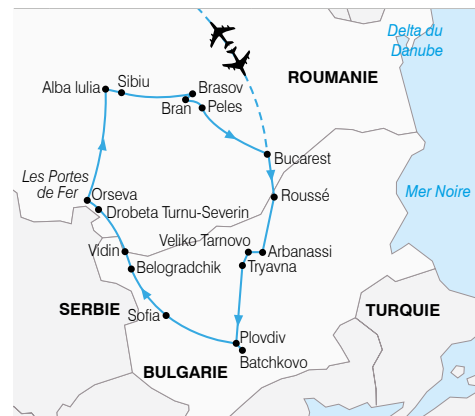 Delta du
Danube
ROUMANIE
Alba Iulia
Sibiu
Brasov
Bran
Peles
Bucarest
Les Portes
de Fer
Orseva
Roussé
Mer Noire
Drobeta Turnu-Severin
Veliko Tarnovo
Vidin
Arbanassi
Belogradchik
Tryavna
SERBIE
Sofia
TURQUIE
Plovdiv
Batchkovo
BULGARIE